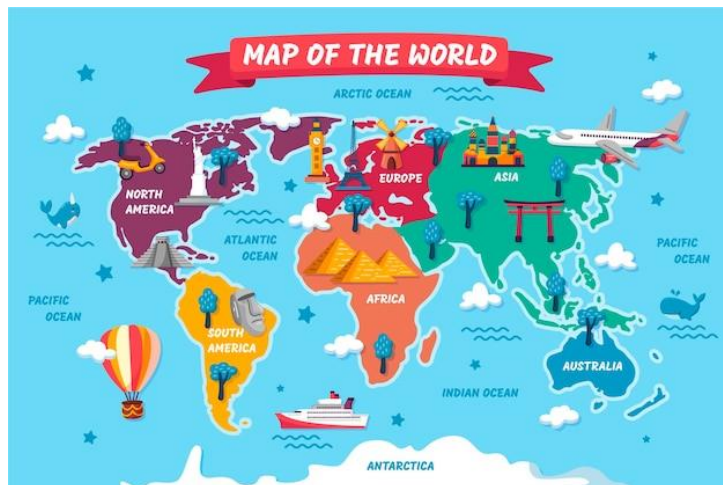 MAP OF THE WORLD
ARCTIC OCEAN
EUROPE
ASIA
NORTH
AMERICA
ATLANTIC
OCEAN
PACIFIC
OCEAN
AFRICA
PACIFIC
OCEAN
SOUTH
AMERICA
AUSTRALIA
INDIAN OCEAN
ANTARCTICA